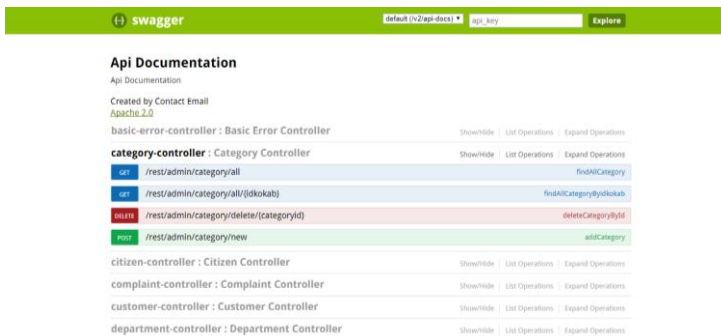 {-} swagger default (/v2/api-docs) ▼ api_key Explore
Api Documentation
Api Documentation
Created by Contact Email
Apache 2.0
basic-error-controller : Basic Error Controller Show/Hide | List Operations | Expand Operations
category-controller : Category Controller Show/Hide | List Operations | Expand Operations
GET /rest/admin/category/all findAllCategory
GET /rest/admin/category/all/{idkokab} findAllCategoryByidkokab
DELETE /rest/admin/category/delete/{categoryid} deleteCategoryById
POST /rest/admin/category/new addCategory
citizen-controller : Citizen Controller Show/Hide | List Operations | Expand Operations
complaint-controller : Complaint Controller Show/Hide | List Operations | Expand Operations
customer-controller : Customer Controller Show/Hide | List Operations | Expand Operations
department-controller : Department Controller Show/Hide | List Operations | Expand Operations